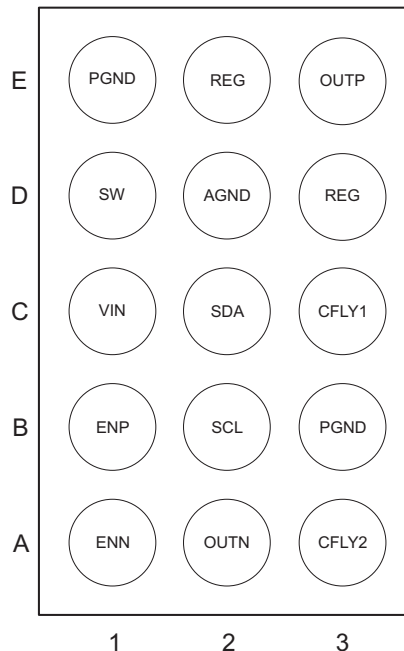 E PGND REG OUTP
D SW AGND REG
C VIN SDA CFLY1
B ENP SCL PGND
A ENN OUTN CFLY2
1 2 3